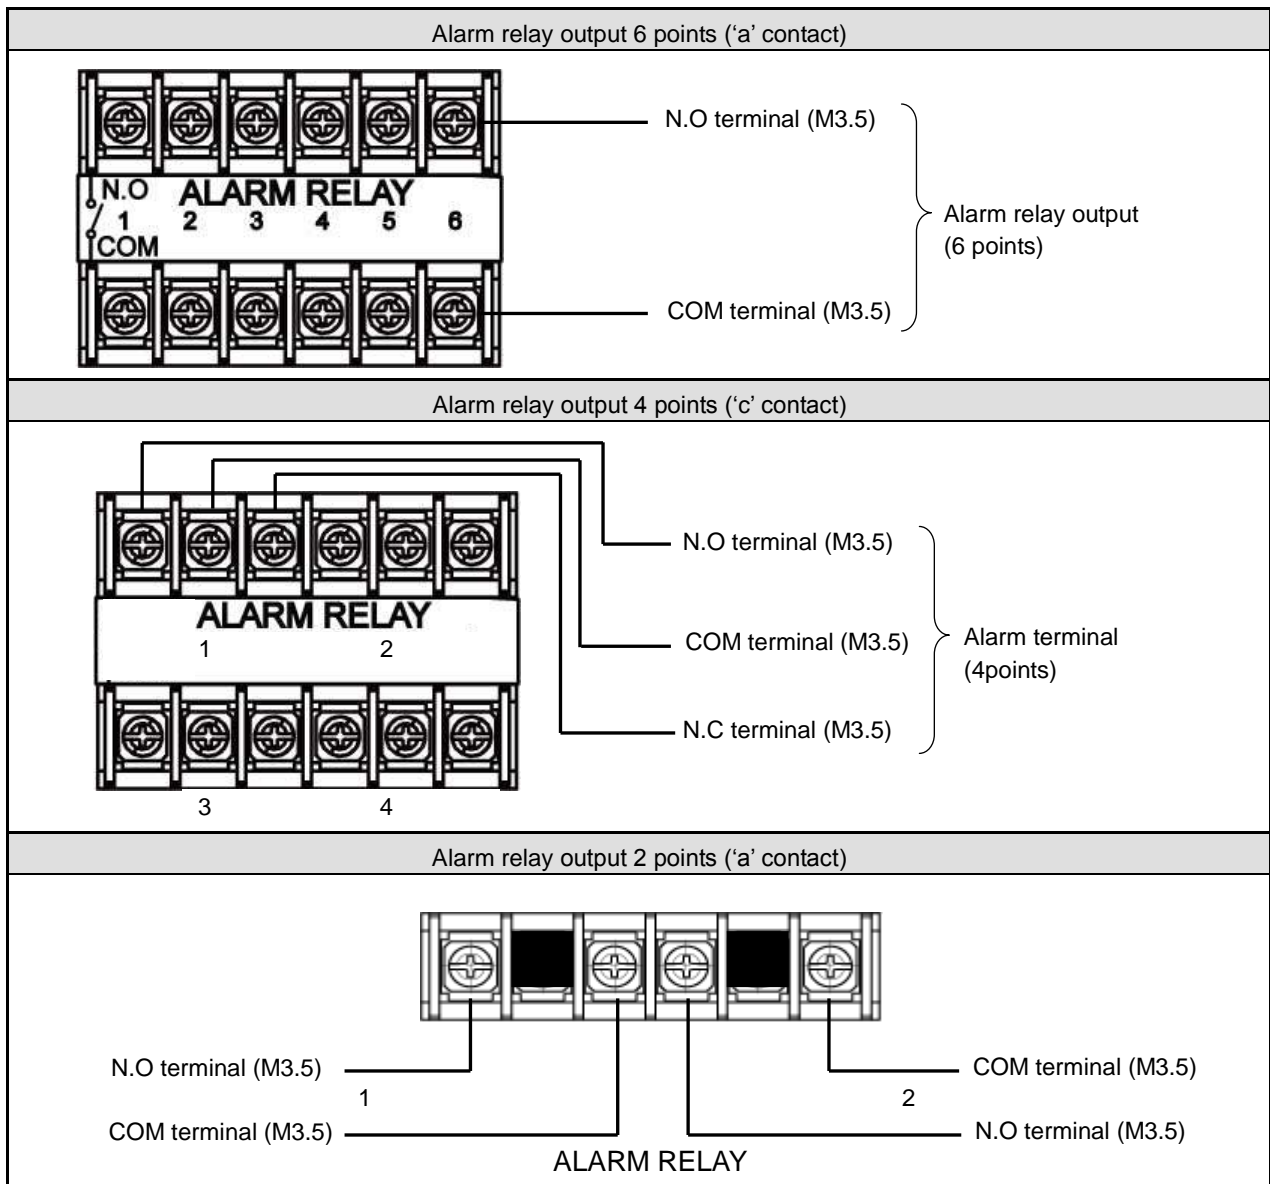 Alarm relay output 6 points (‘a’ contact)
N.O terminal (M3.5)
N.O ALARM RELAY
1 2 3 4 5 6
COM
Alarm relay output
(6 points)
COM terminal (M3.5)
Alarm relay output 4 points (‘c’ contact)
N.O terminal (M3.5)
ALARM RELAY
1 2
COM terminal (M3.5)
Alarm terminal
(4points)
N.C terminal (M3.5)
3 4
Alarm relay output 2 points (‘a’ contact)
N.O terminal (M3.5)
1
COM terminal (M3.5)
COM terminal (M3.5)
2
N.O terminal (M3.5)
ALARM RELAY